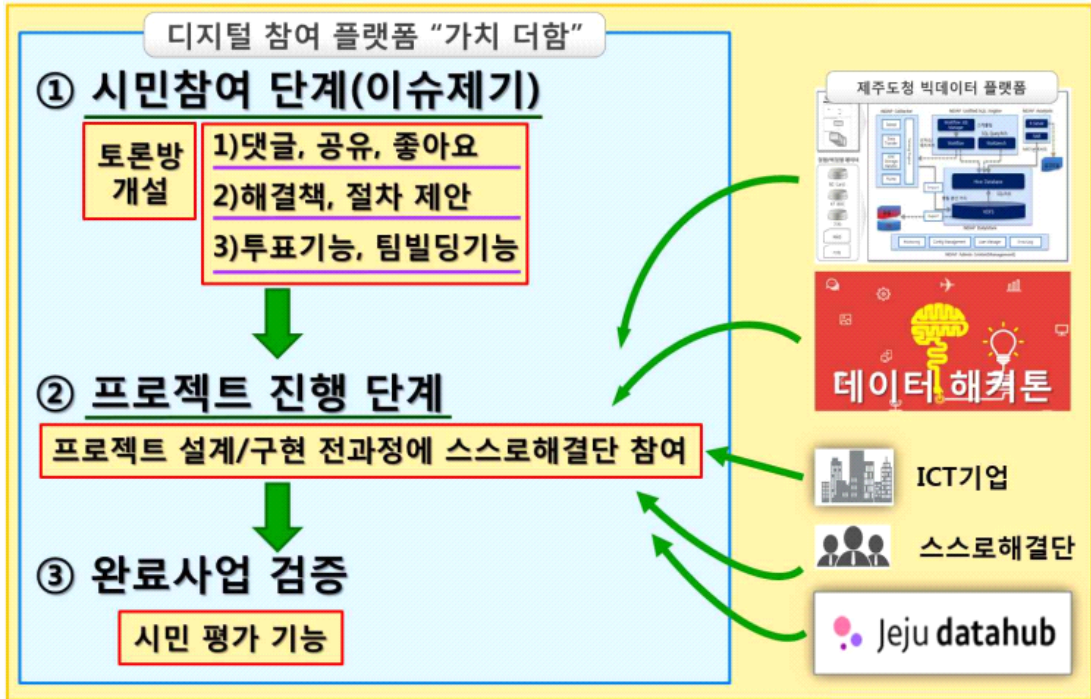 디지털 참여 플랫폼 “가치 더함”
① 시민참여 단계(이슈제기)
토론방
개설
1)댓글, 공유, 좋아요
2)해결책, 절차 제안
3)투표기능, 팀빌딩기능
② 프로젝트 진행 단계
프로젝트 설계/구현 전과정에 스스로해결단 참여
③ 완료사업 검증
시민 평가 기능
제주도청 빅데이터 플랫폼
데이터 해커톤
ICT기업
스스로해결단
Jeju datahub